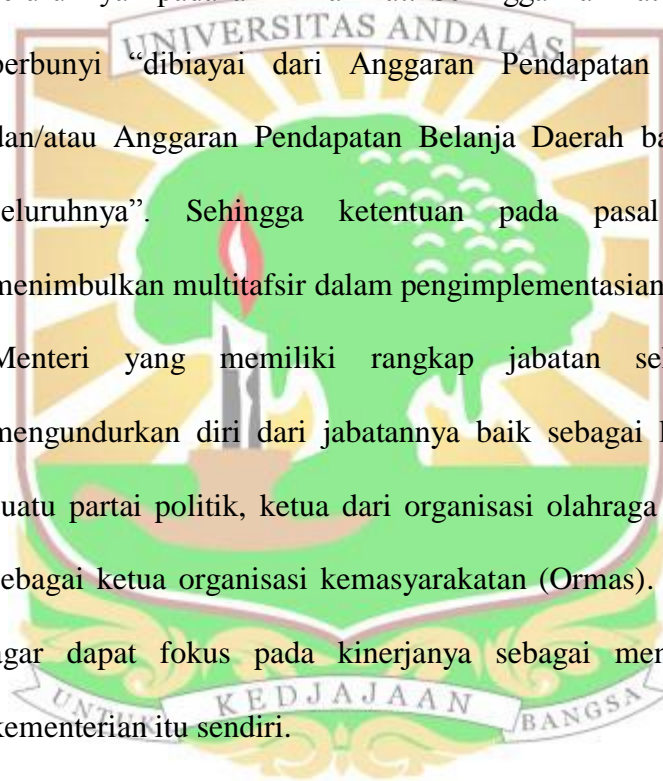 UNIVERSITAS ANDALAS
berbunyi “dibiayai dari Anggaran Pendapatan
dan/atau Anggaran Pendapatan Belanja Daerah
seluruhnya”. Sehingga ketentuan pada pasal
menimbulkan multitafsir dalam pengimplementasian
Menteri yang memiliki rangkap jabatan
mengundurkan diri dari jabatannya baik sebagai
suatu partai politik, ketua dari organisasi olahraga
sebagai ketua organisasi kemasyarakatan (Ormas).
agar dapat fokus pada kinerjanya sebagai
UNTUK KEDJAJAAN BANGSA
kementerian itu sendiri.